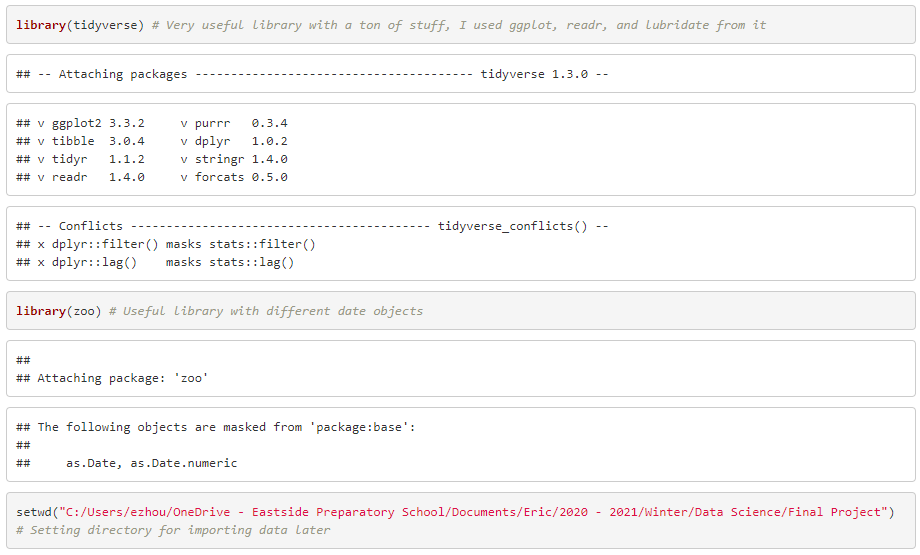 library(tidyverse) # Very useful library with a ton of stuff, I used ggplot, readr, and lubridate from it
## -- Attaching packages --------------------------------------- tidyverse 1.3.0 --
## v ggplot2 3.3.2     v purrr   0.3.4
## v tibble  3.0.4     v dplyr   1.0.2
## v tidyr   1.1.2     v stringr 1.4.0
## v readr   1.4.0     v forcats 0.5.0
## -- Conflicts ------------------------------------------ tidyverse_conflicts() --
## x dplyr::filter() masks stats::filter()
## x dplyr::lag()    masks stats::lag()
library(zoo) # Useful library with different date objects
##
## Attaching package: 'zoo'
## The following objects are masked from 'package:base':
##
##     as.Date, as.Date.numeric
setwd("C:/Users/ezhou/OneDrive - Eastside Preparatory School/Documents/Eric/2020 - 2021/Winter/Data Science/Final Project")
# Setting directory for importing data later